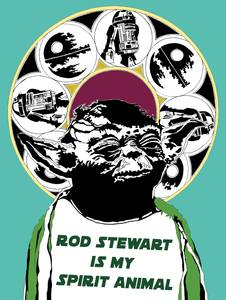 ROD STEWART
IS MY
SPIRIT ANIMAL